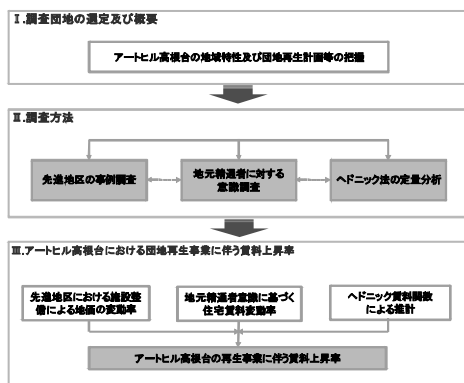 Ⅰ.調査団地の選定及び概要
アートヒル高根台の地域特性及び団地再生計画等の把握
Ⅱ.調査方法
先進地区の事例調査
地元精通者に対する
意識調査
ヘドニック法の定量分析
Ⅲ.アートヒル高根台における団地再生事業に伴う賃料上昇率
先進地区における施設整
備による地価の変動率
地元精通者意識に基づく
住宅賃料変動率
ヘドニック賃料関数
による推計
アートヒル高根台の再生事業に伴う賃料上昇率